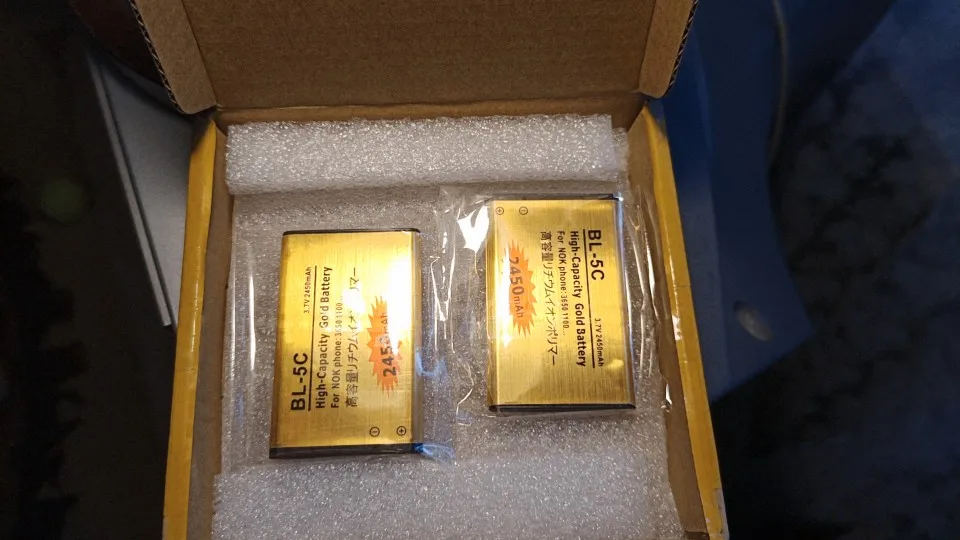 BL-5C
3.7V 2450mAh
High-Capacity Gold Battery
For NOK phone: 3650 1100...
高容量リチウムイオンポリマー
2450mAh
BL-5C
3.7V 2450mAh
High-Capacity Gold Battery
For NOK phone: 3650 1100...
高容量リチウムイオンポリマー
2450mAh